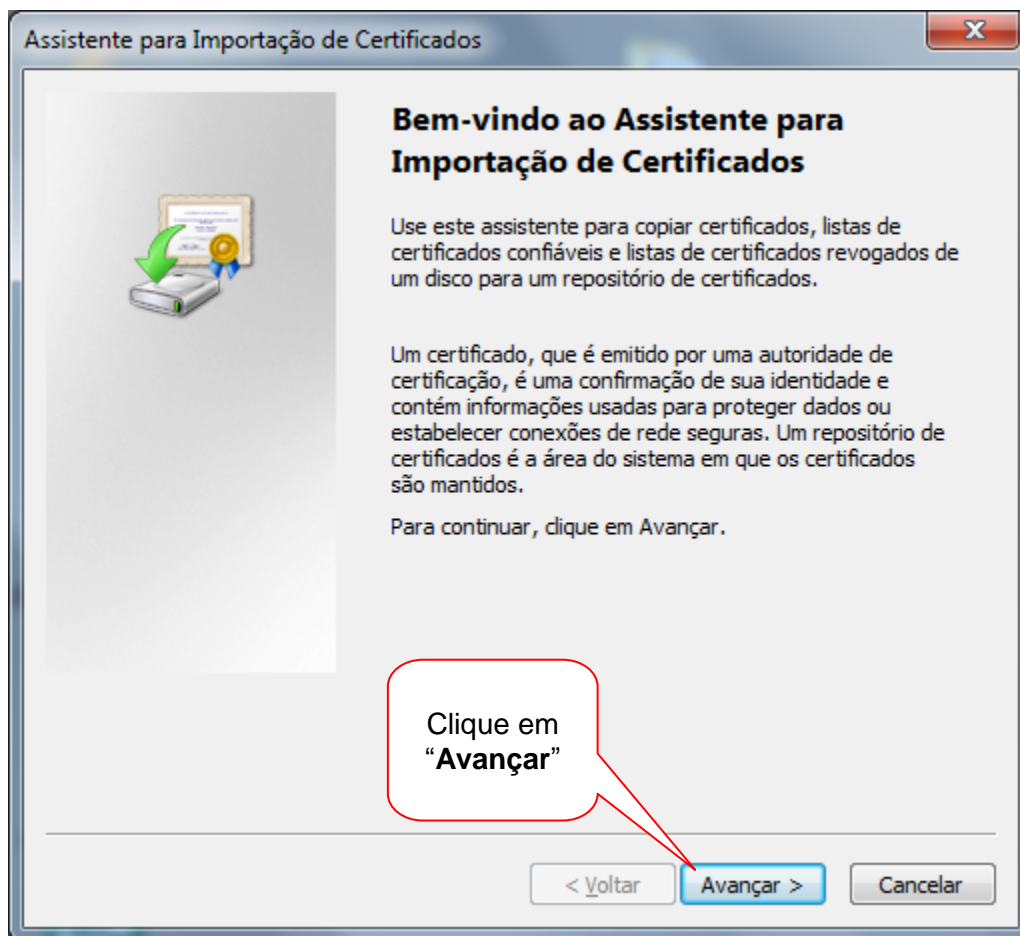 Assistente para Importação de Certificados
Bem-vindo ao Assistente para
Importação de Certificados
Use este assistente para copiar certificados, listas de
certificados confiáveis e listas de certificados revogados de
um disco para um repositório de certificados.
Um certificado, que é emitido por uma autoridade de
certificação, é uma confirmação de sua identidade e
contém informações usadas para proteger dados ou
estabelecer conexões de rede seguras. Um repositório de
certificados é a área do sistema em que os certificados
são mantidos.
Para continuar, clique em Avançar.
Clique em
“Avançar”
< Voltar Avançar > Cancelar